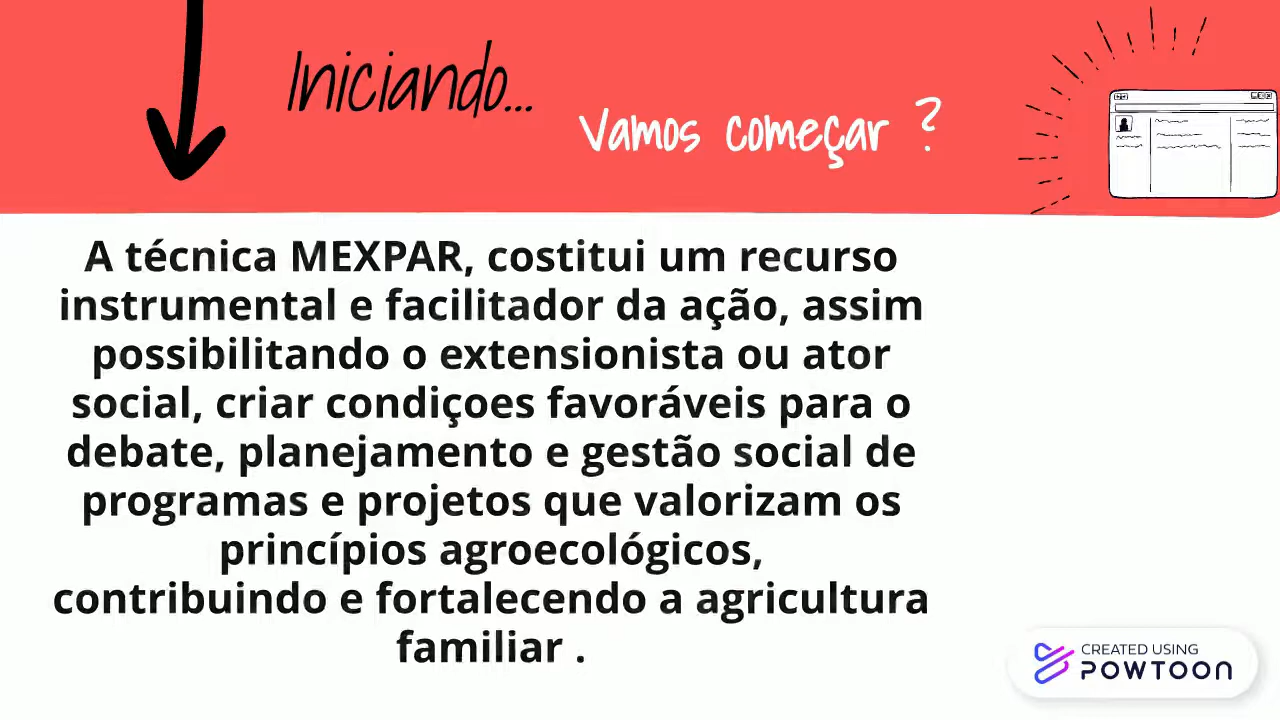 Iniciando...
Vamos começar ?
A técnica MEXPAR, costitui um recurso
instrumental e facilitador da ação, assim
possibilitando o extensionista ou ator
social, criar condiçoes favoráveis para o
debate, planejamento e gestão social de
programas e projetos que valorizam os
princípios agroecológicos,
contribuindo e fortalecendo a agricultura
familiar .
CREATED USING
POWTOON